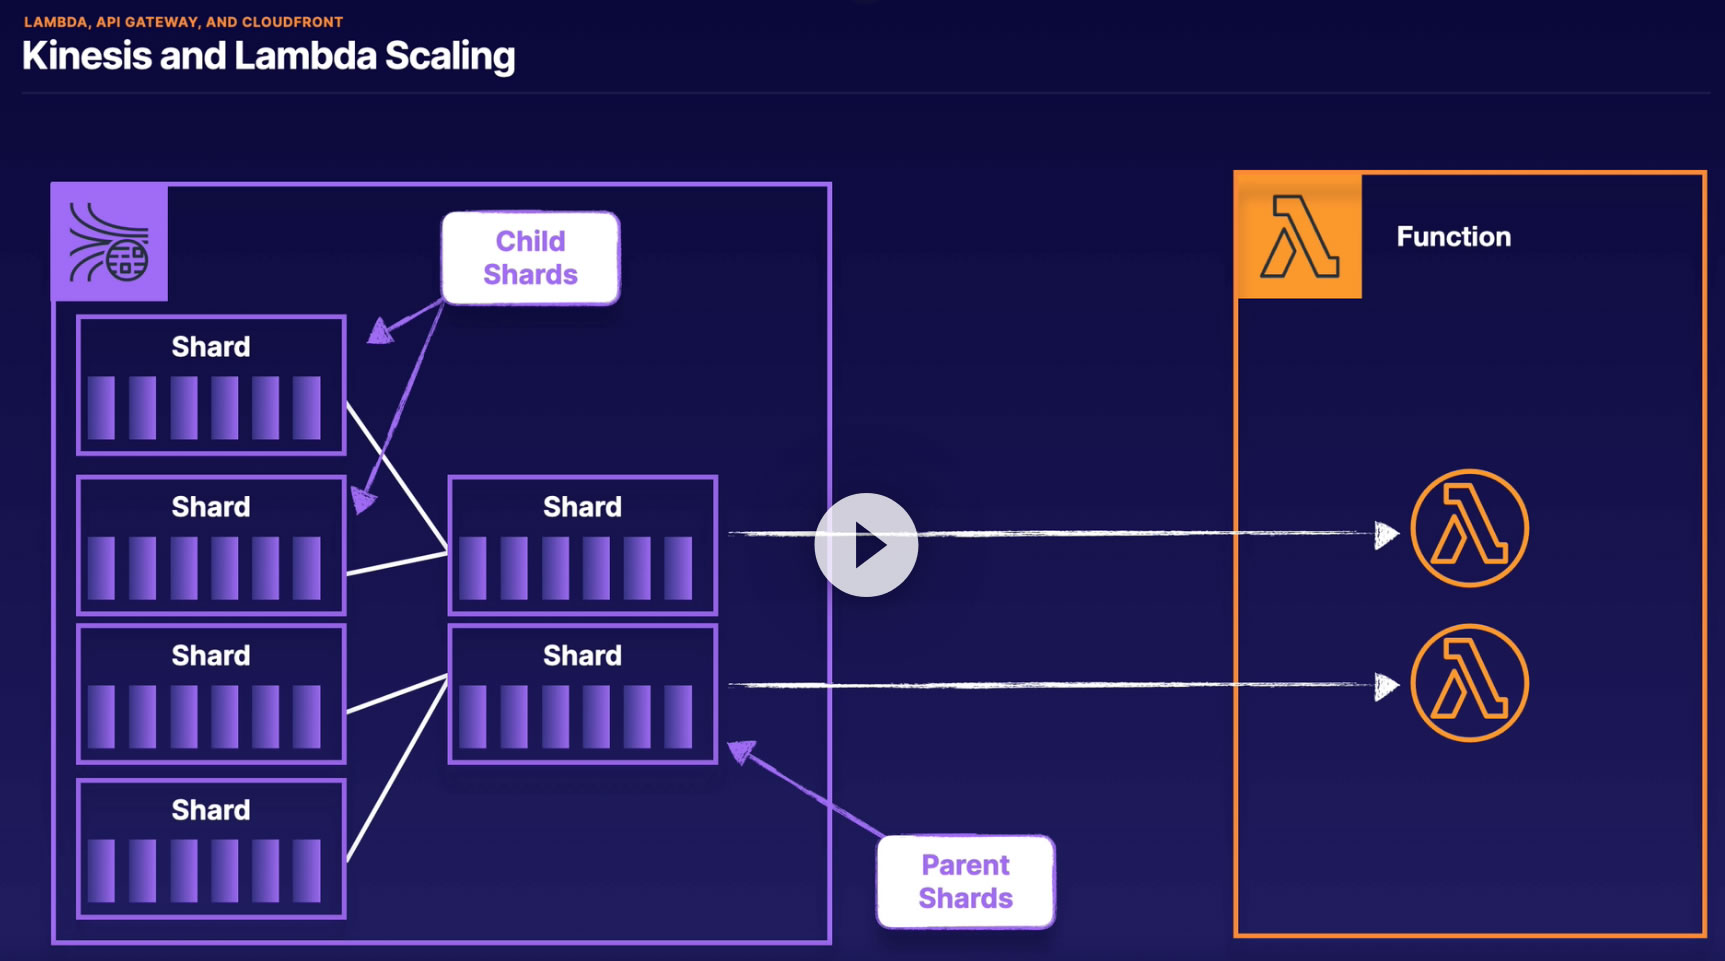 LAMBDA, API GATEWAY, AND CLOUDFRONT
Kinesis and Lambda Scaling
Child
Shards
Function
Shard
Shard
Shard
Shard
Shard
Shard
Parent
Shards